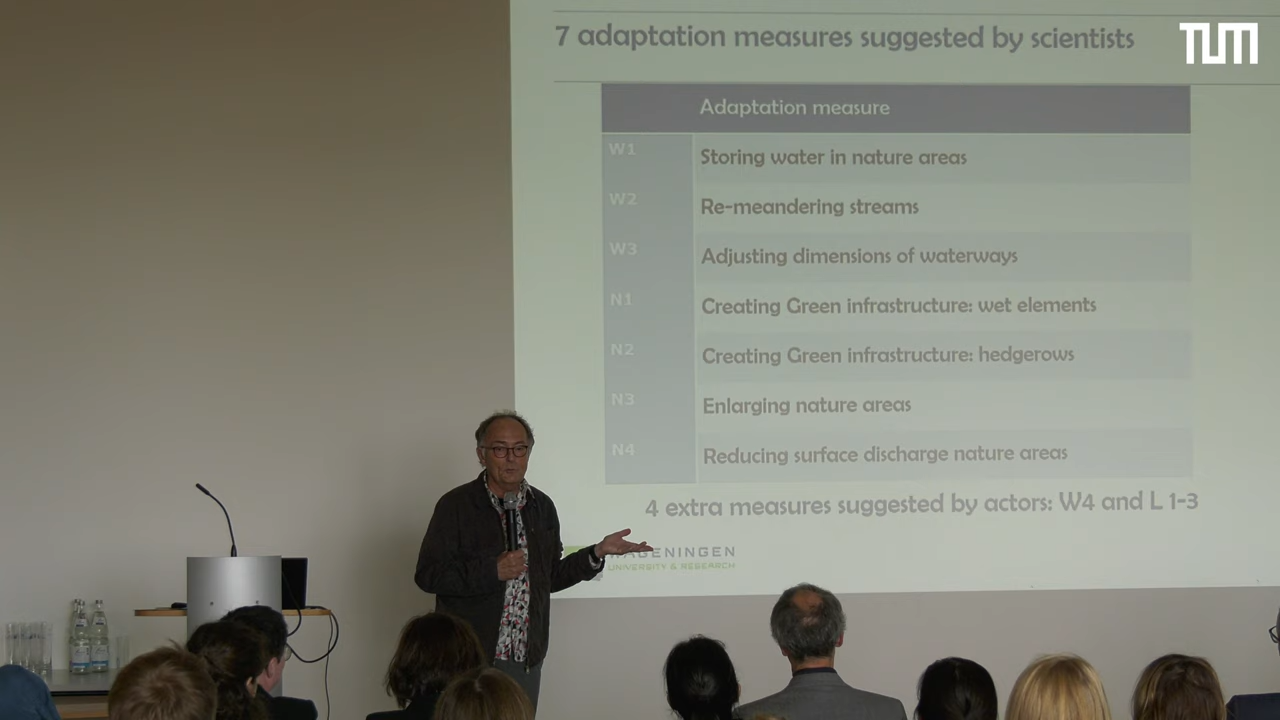 7 adaptation measures suggested by scientists
TUM
Adaptation measure
W1 Storing water in nature areas
W2 Re-meandering streams
W3 Adjusting dimensions of waterways
N1 Creating Green infrastructure: wet elements
N2 Creating Green infrastructure: hedgerows
N3 Enlarging nature areas
N4 Reducing surface discharge nature areas
4 extra measures suggested by actors: W4 and L 1-3
UNIVERSITY & RESEARCH